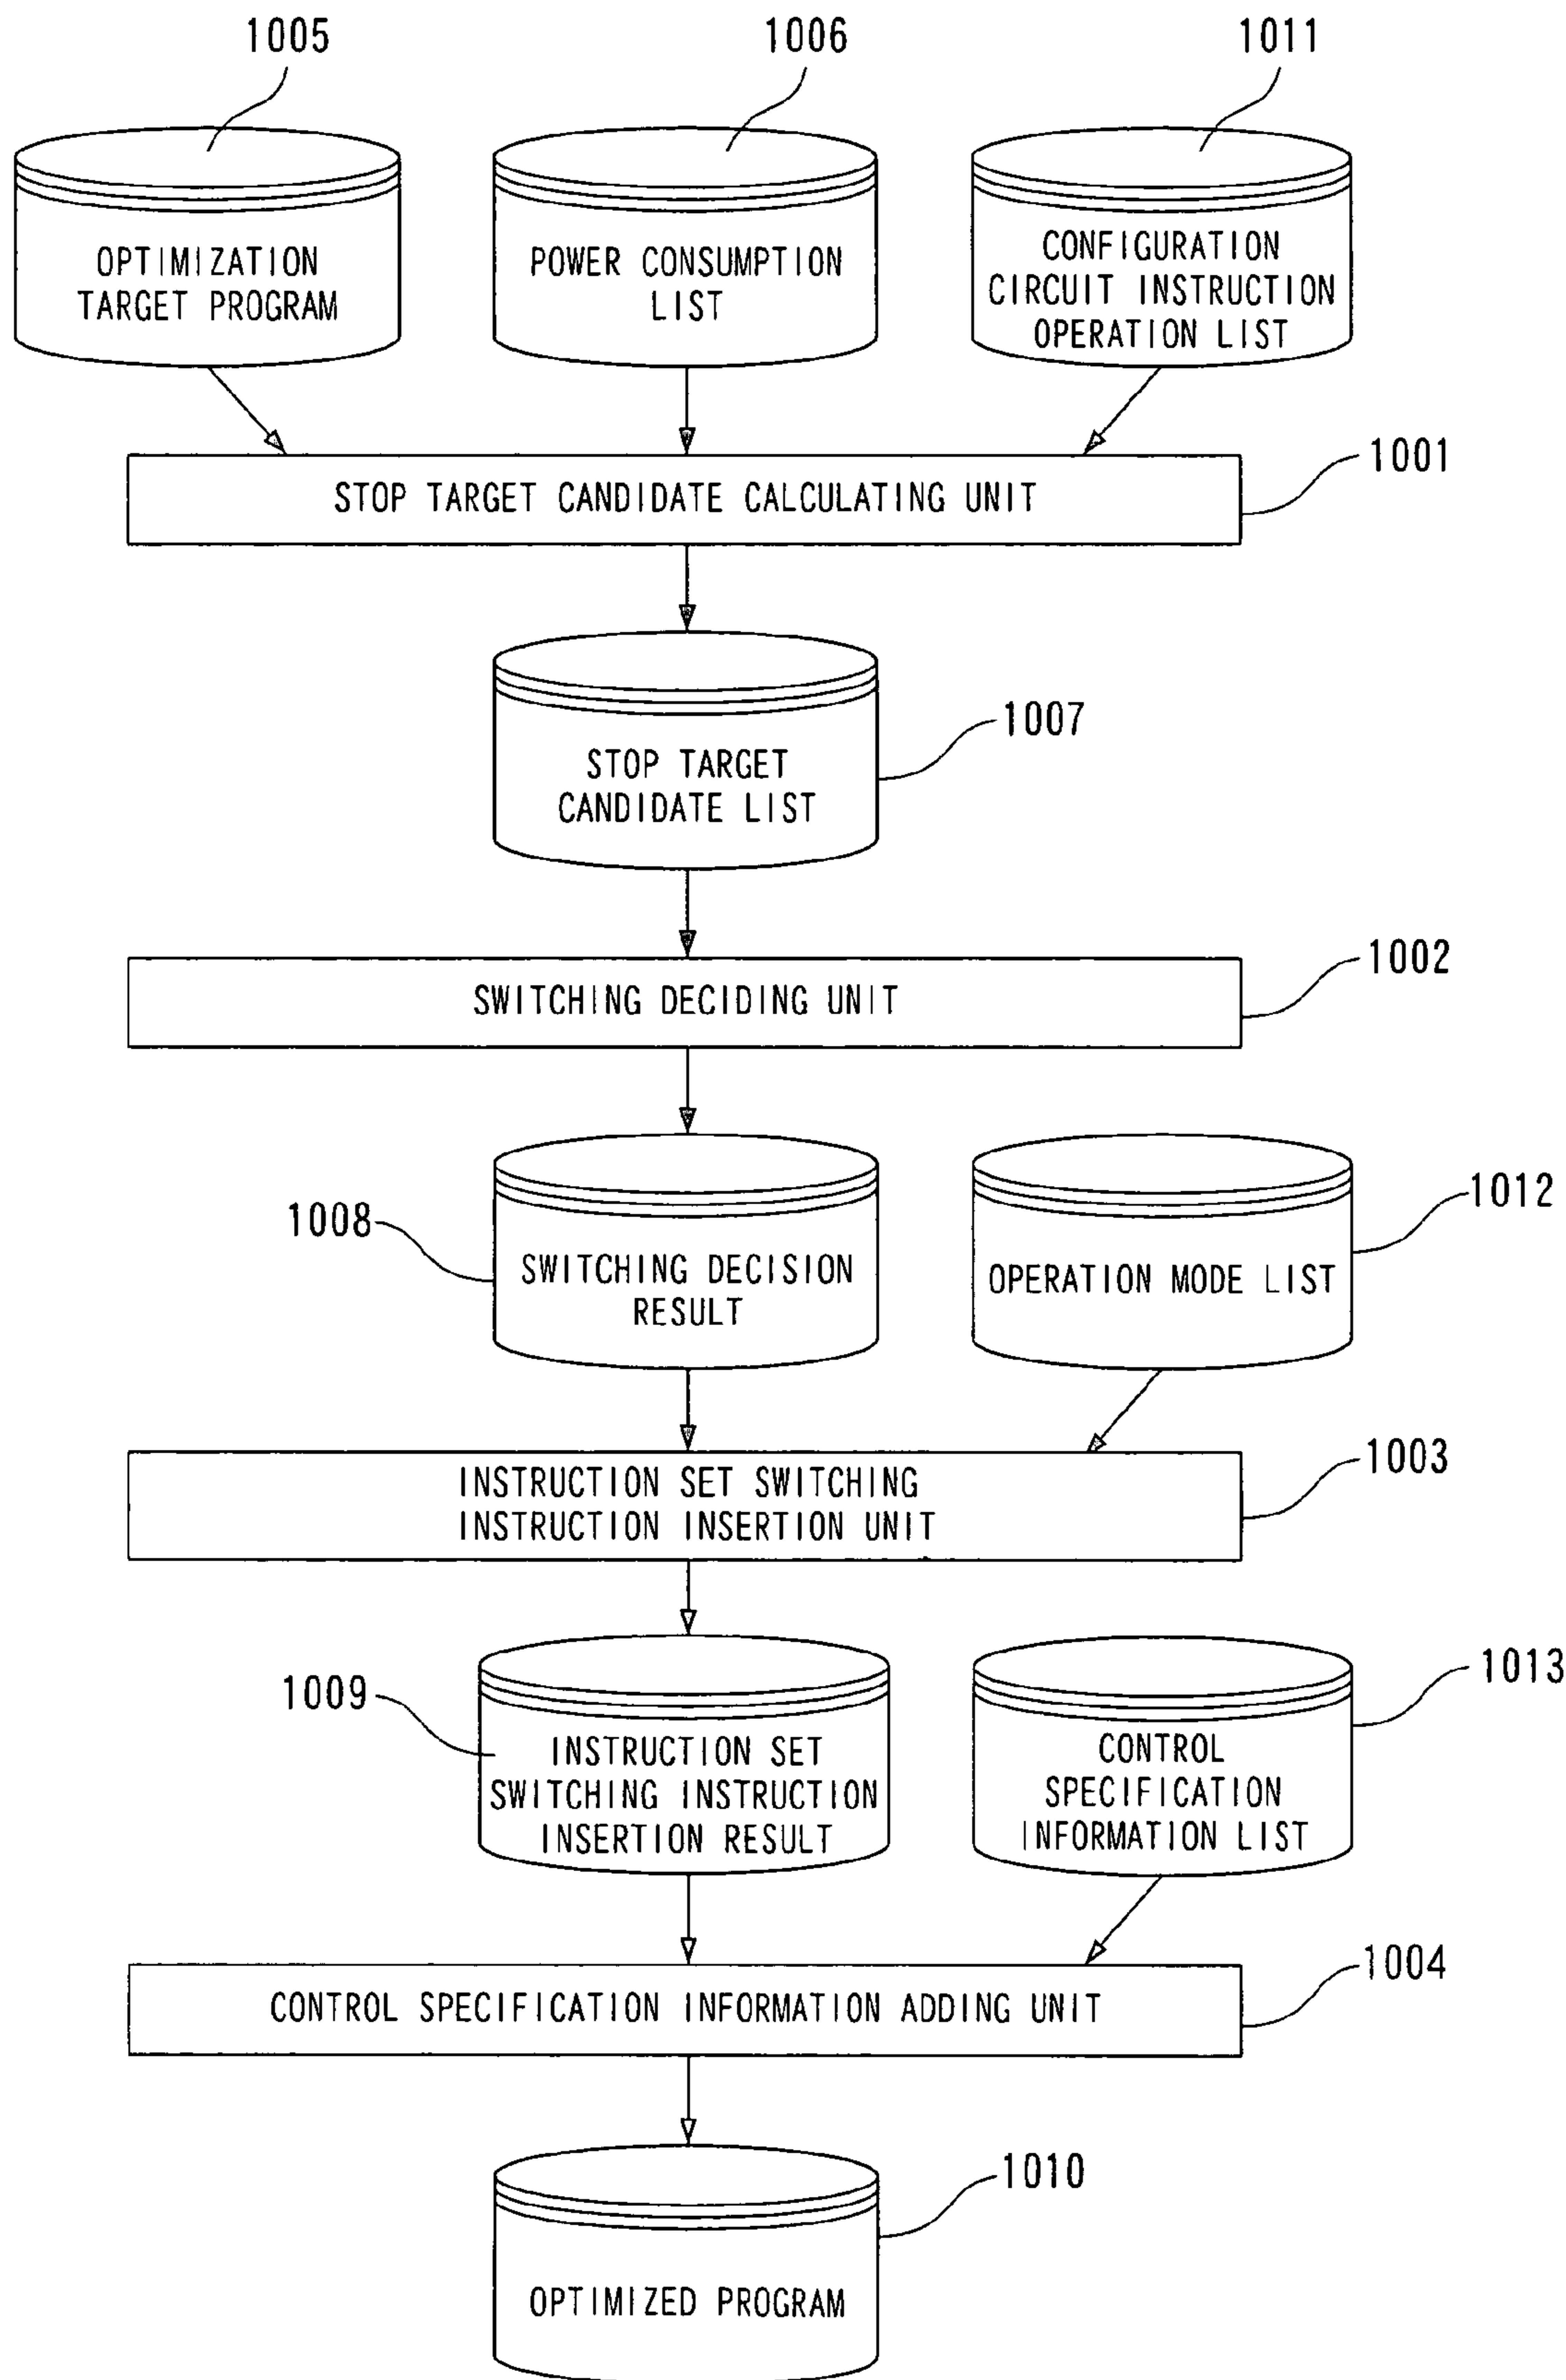 1005
1006
1011
OPTIMIZATION
TARGET PROGRAM
POWER CONSUMPTION
LIST
CONFIGURATION
CIRCUIT INSTRUCTION
OPERATION LIST
1001
STOP TARGET CANDIDATE CALCULATING UNIT
1007
STOP TARGET
CANDIDATE LIST
1002
SWITCHING DECIDING UNIT
1008
SWITCHING DECISION
RESULT
1012
OPERATION MODE LIST
1003
INSTRUCTION SET SWITCHING
INSTRUCTION INSERTION UNIT
1009
INSTRUCTION SET
SWITCHING INSTRUCTION
INSERTION RESULT
1013
CONTROL
SPECIFICATION
INFORMATION LIST
1004
CONTROL SPECIFICATION INFORMATION ADDING UNIT
1010
OPTIMIZED PROGRAM